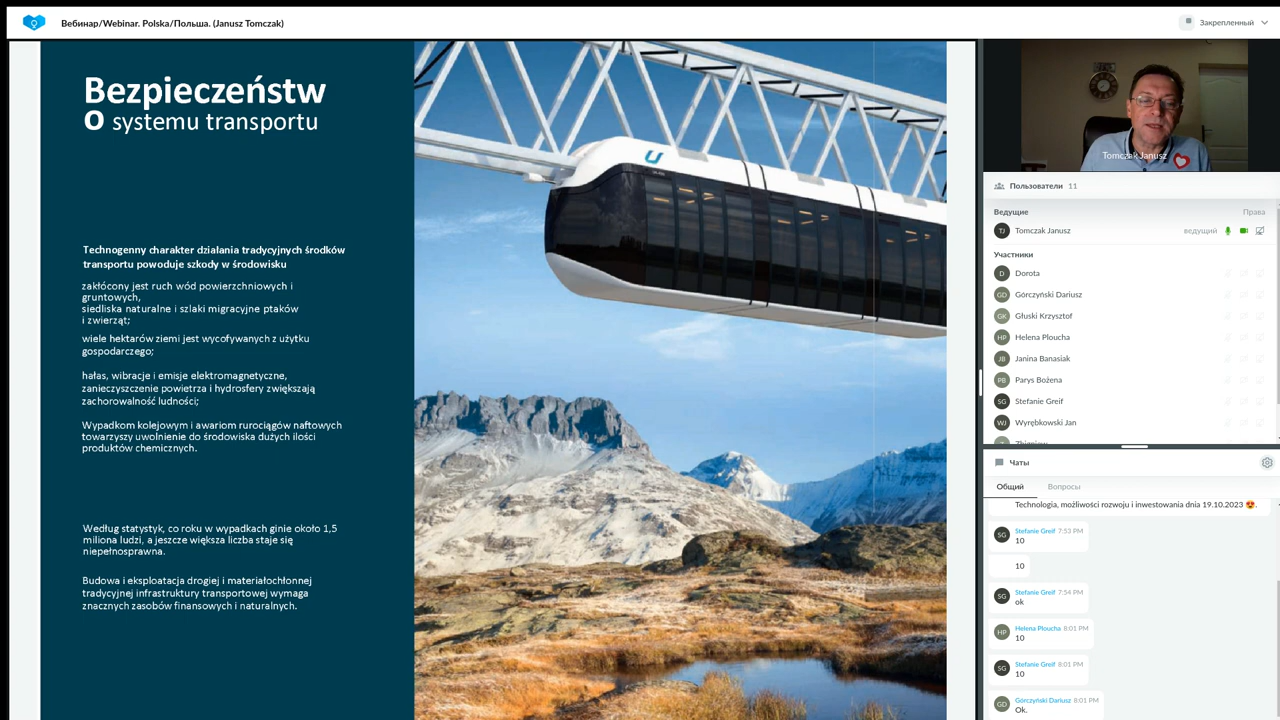 Вебинар/Webinar. Polska/Польша. (Janusz Tomczak)
Закрепленный
Bezpieczeństw
o systemu transportu
Technogenny charakter działania tradycyjnych środków
transportu powoduje szkody w środowisku
zakłócony jest ruch wód powierzchniowych i
gruntowych,
siedliska naturalne i szlaki migracyjne ptaków
i zwierząt;
wiele hektarów ziemi jest wycofywanych z użytku
gospodarczego;
hałas, wibracje i emisje elektromagnetyczne,
zanieczyszczenie powietrza i hydrosfery zwiększają
zachorowalność ludności;
Wypadkom kolejowym i awariom rurociągów naftowych
towarzyszy uwolnienie do środowiska dużych ilości
produktów chemicznych.
Według statystyk, co roku w wypadkach ginie około 1,5
miliona ludzi, a jeszcze większa liczba staje się
niepełnosprawna.
Budowa i eksploatacja drogiej i materiałochłonnej
tradycyjnej infrastruktury transportowej wymaga
znacznych zasobów finansowych i naturalnych.
Tomczak Janusz
Пользователи 11
Ведущие Права
TJ Tomczak Janusz ведущий
Участники
D Dorota
GD Górczyński Dariusz
GK Głuski Krzysztof
HP Helena Ploucha
JB Janina Banasiak
PB Parys Bożena
SG Stefanie Greif
WJ Wyrębkowski Jan
Чаты
Общий Вопросы
Technologia, możliwości rozwoju i inwestowania dnia 19.10.2023 😍.
SG Stefanie Greif 7:53 PM
10
10
SG Stefanie Greif 7:54 PM
ok
HP Helena Ploucha 8:01 PM
10
SG Stefanie Greif 8:01 PM
10
GD Górczyński Dariusz 8:01 PM
Ok.